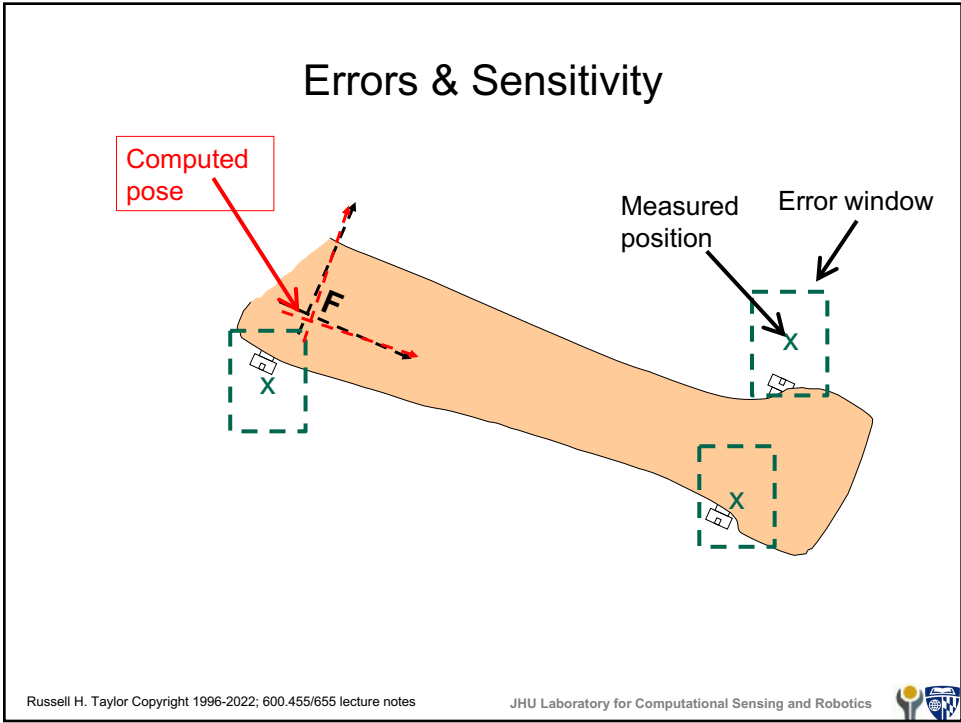 Errors & Sensitivity
Computed
pose
Measured
position
Error window
F
x
x
x
Russell H. Taylor Copyright 1996-2022; 600.455/655 lecture notes
JHU Laboratory for Computational Sensing and Robotics